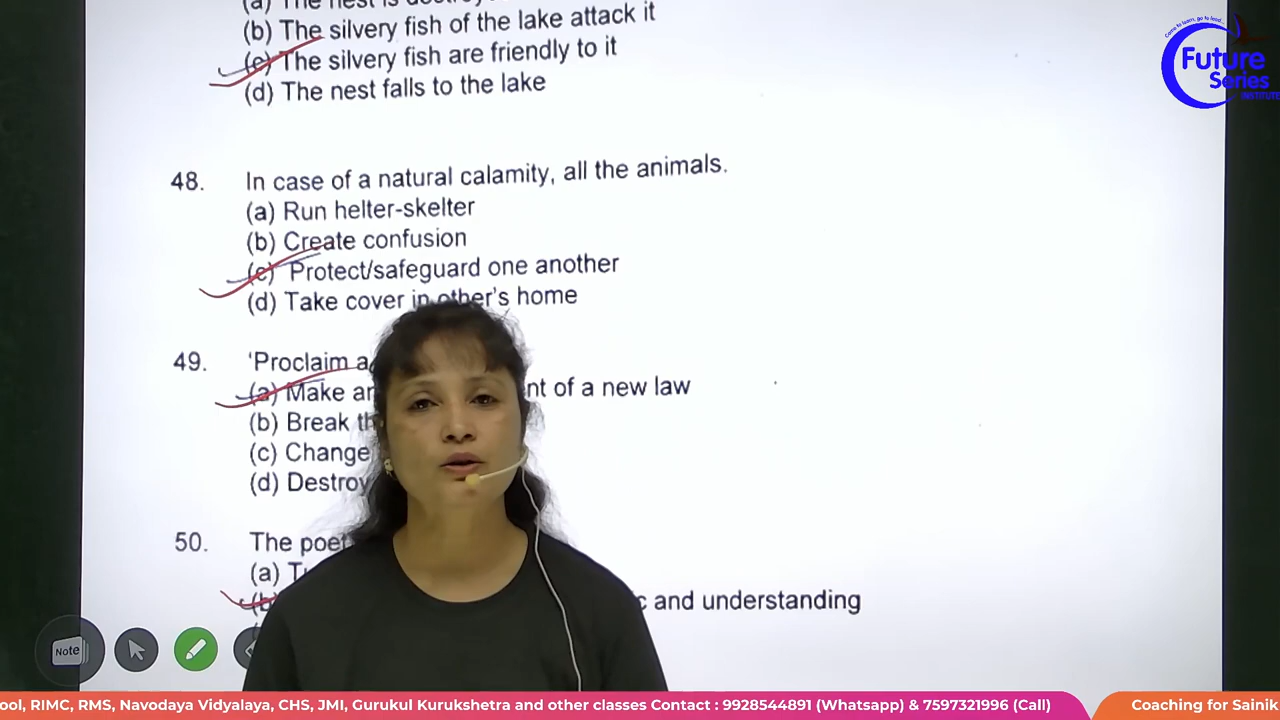 (b) The silvery fish of the lake attack it
(c) The silvery fish are friendly to it
(d) The nest falls to the lake
48. In case of a natural calamity, all the animals.
(a) Run helter-skelter
(b) Create confusion
(c) Protect/safeguard one another
(d) Take cover in other's home
49. 'Proclaim
(a) Make nt of a new law
(b) Break
(c) Change
(d) Destroy
50. The poet
(a)
(b) and understanding
Note
Future
Series
INSTITUTE
ool, RIMC, RMS, Navodaya Vidyalaya, CHS, JMI, Gurukul Kurukshetra and other classes Contact : 9928544891 (Whatsapp) & 7597321996 (Call)
Coaching for Sainik